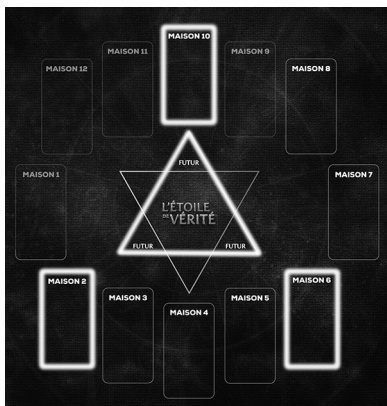 MAISON 10
MAISON 11
MAISON 9
MAISON 12
MAISON 8
FUTUR
MAISON 1
MAISON 7
L'ÉTOILE
DE VÉRITÉ
FUTUR
FUTUR
MAISON 2
MAISON 6
MAISON 3
MAISON 5
MAISON 4